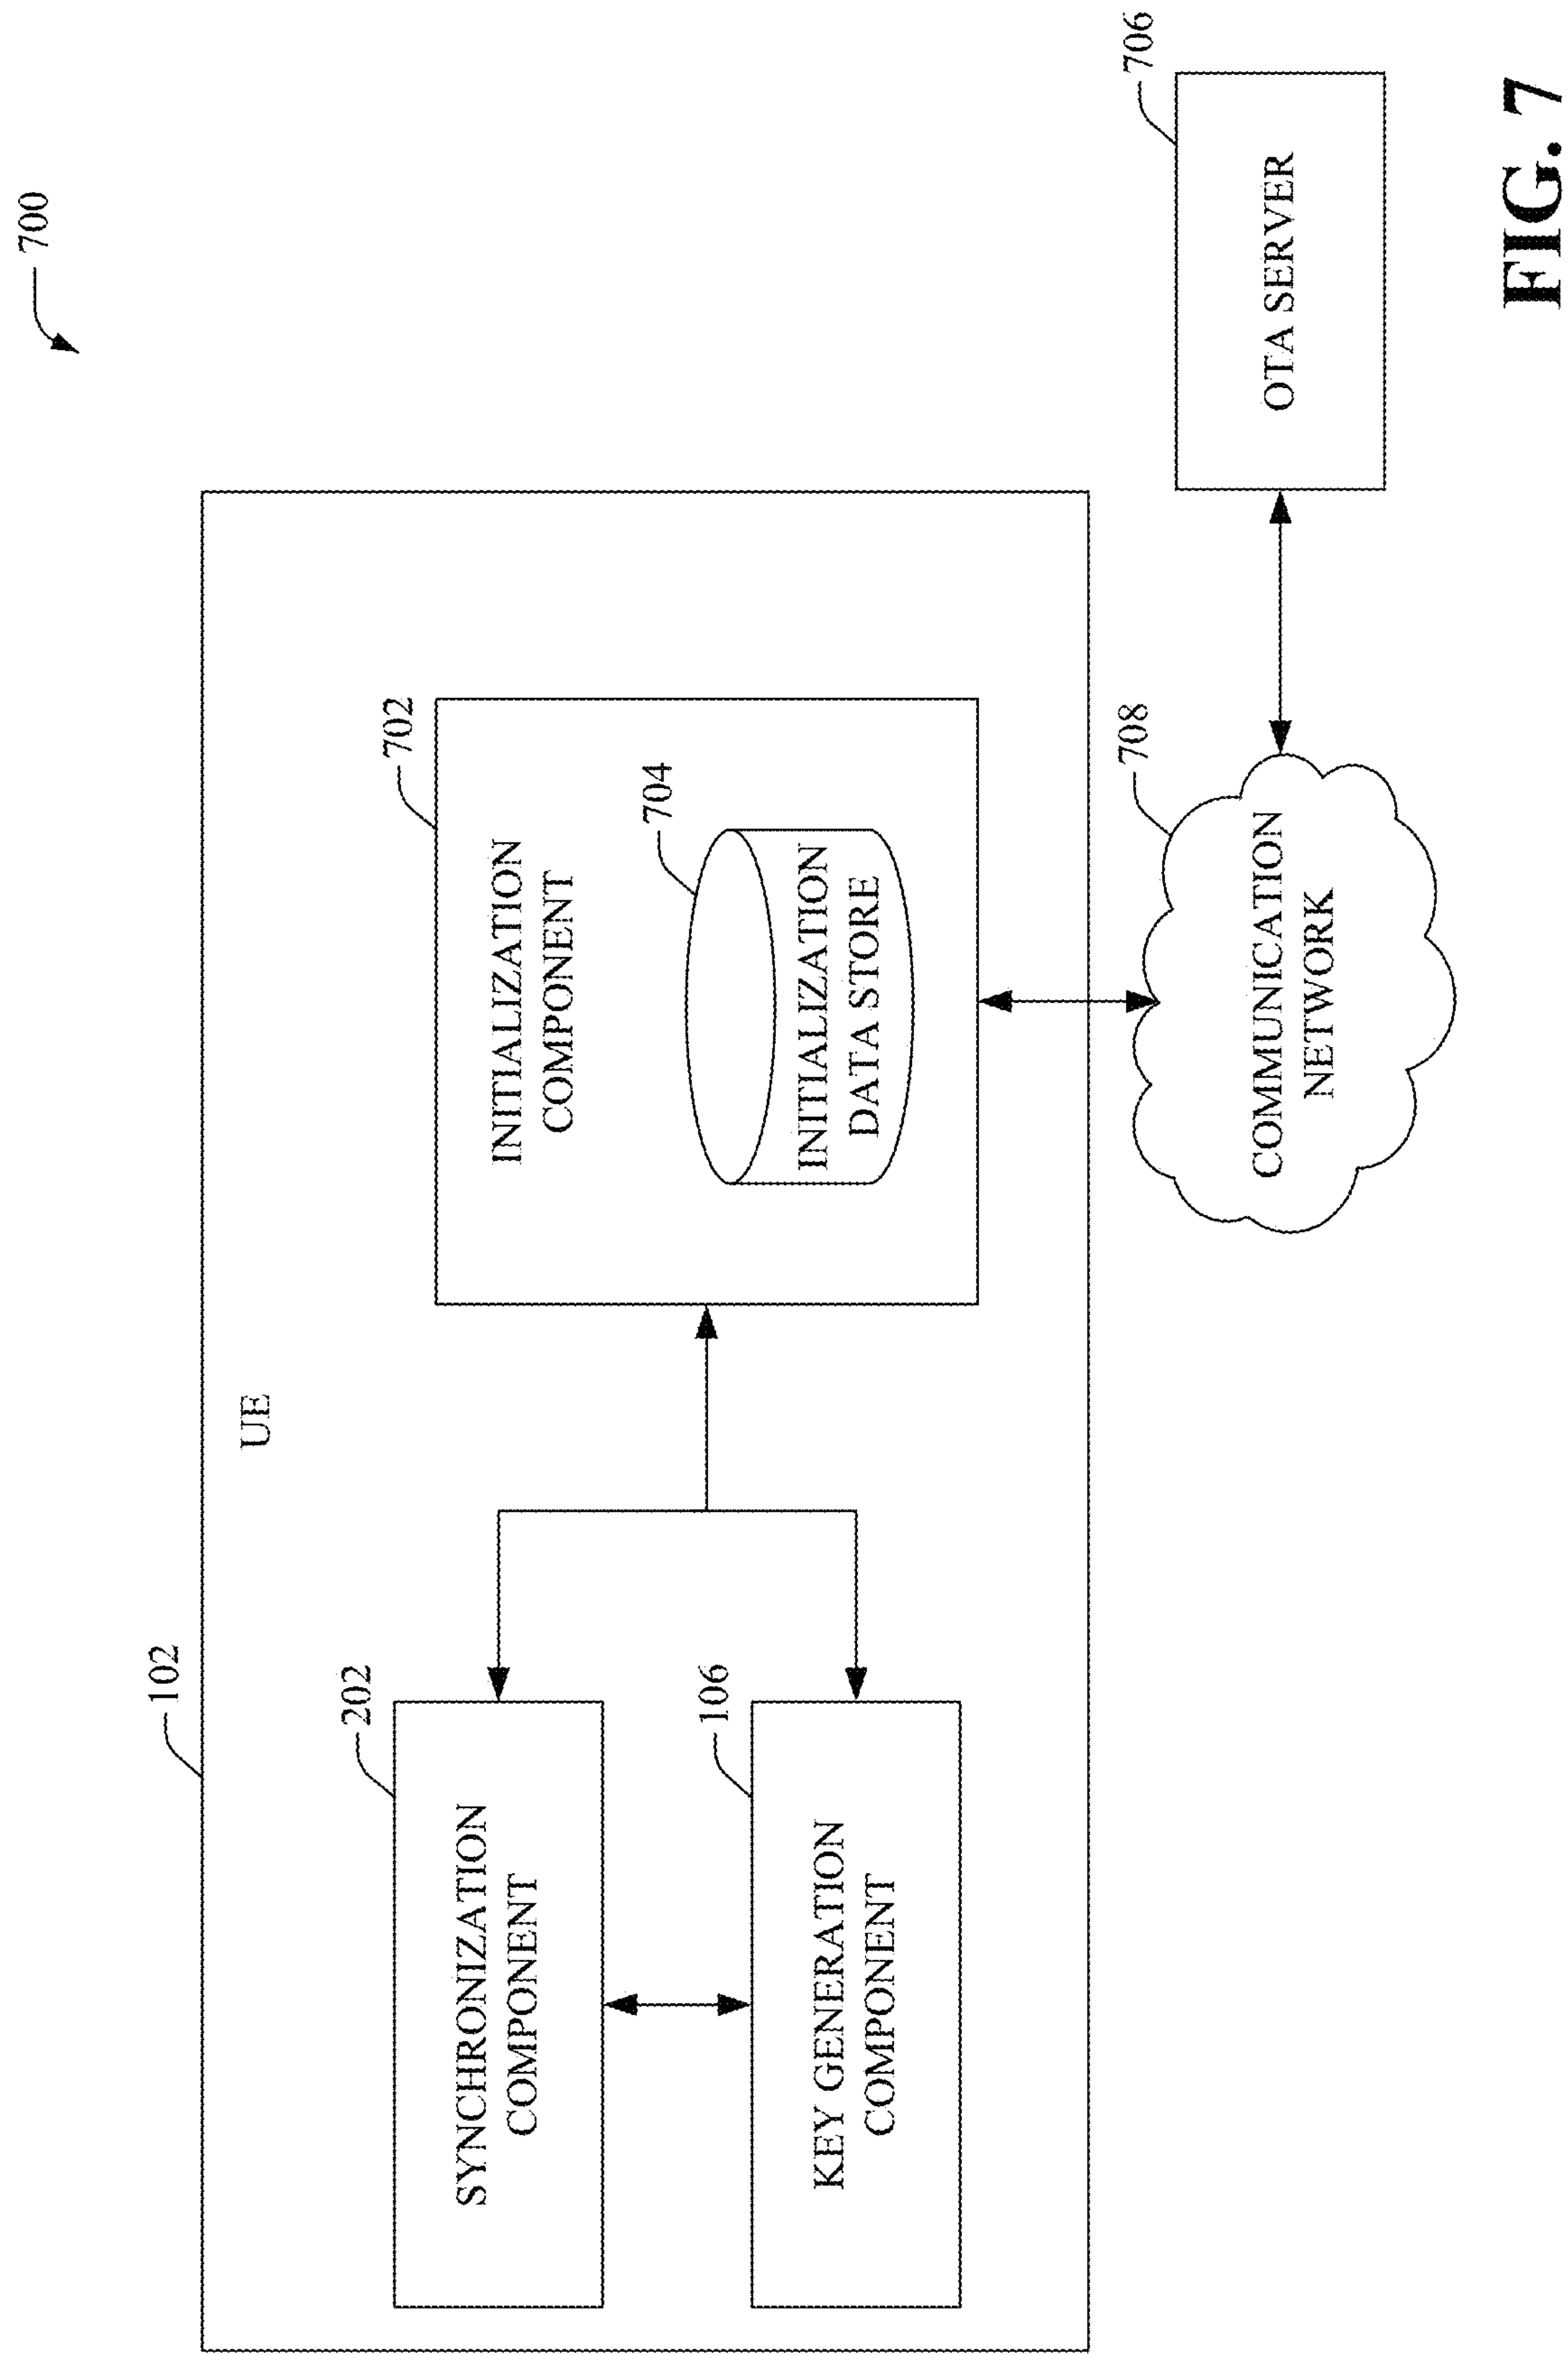 700
102
UE
202
SYNCHRONIZATION
COMPONENT
106
KEY GENERATION
COMPONENT
702
INITIALIZATION
COMPONENT
704
INITIALIZATION
DATA STORE
708
COMMUNICATION
NETWORK
706
OTA SERVER
FIG. 7